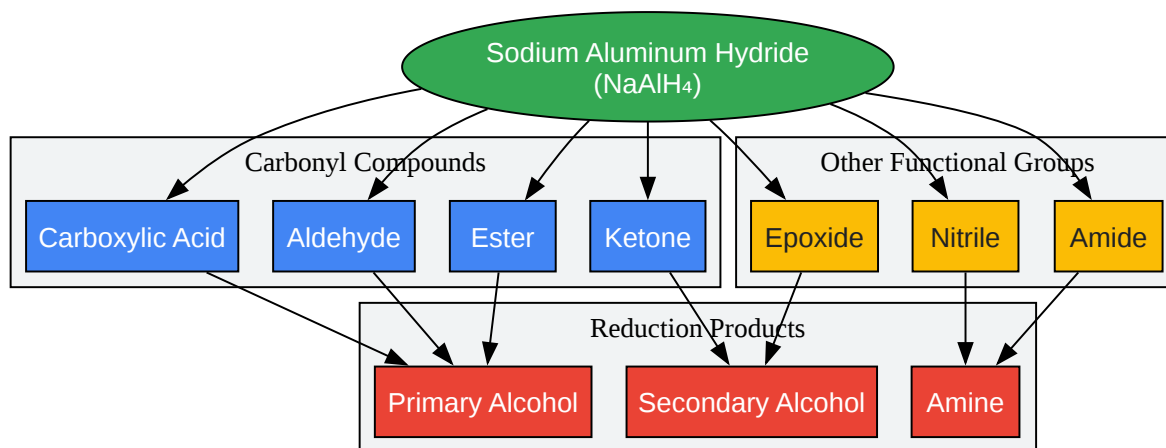 Sodium Aluminum Hydride
(NaAlH₄)
Carbonyl Compounds
Other Functional Groups
Carboxylic Acid
Aldehyde
Ester
Ketone
Epoxide
Nitrile
Amide
Reduction Products
Primary Alcohol
Secondary Alcohol
Amine